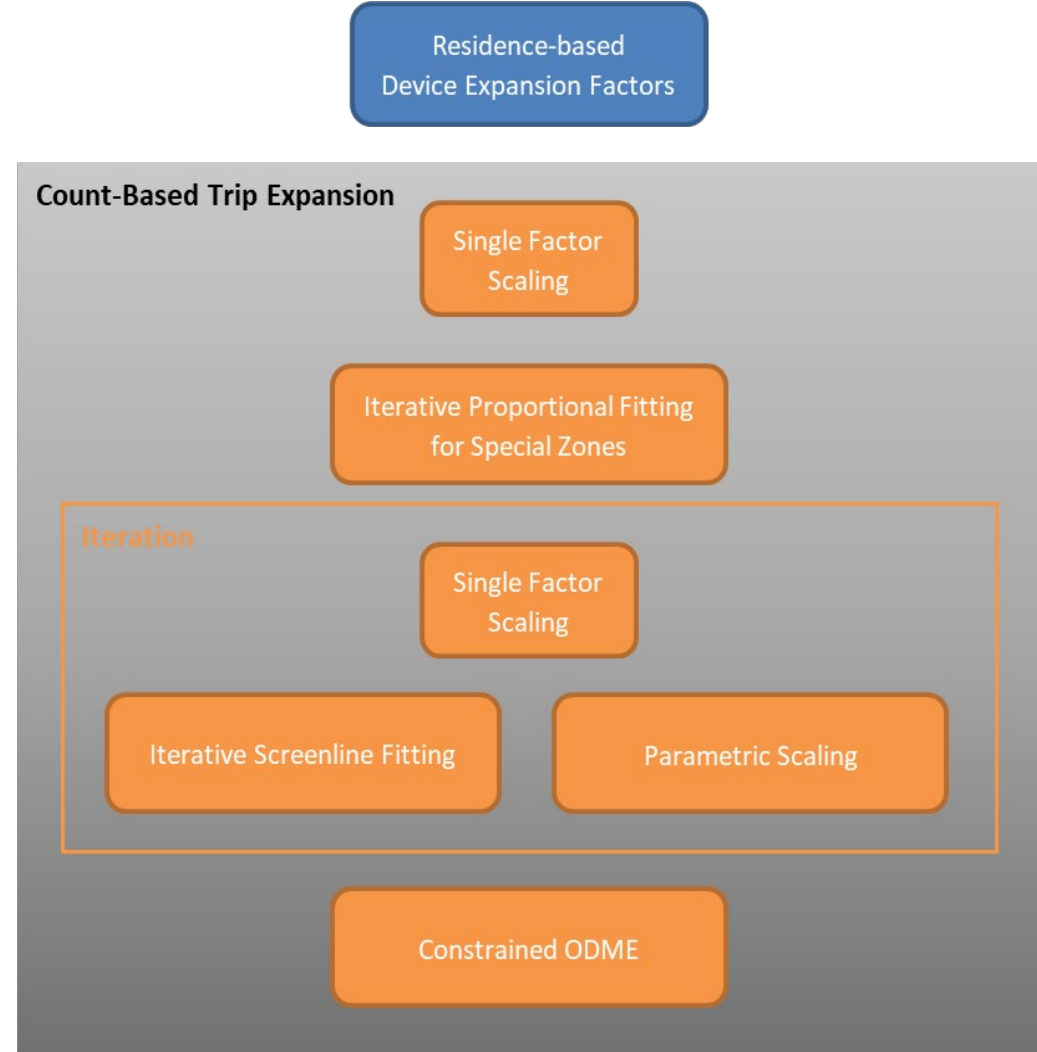 Residence-based
Device Expansion Factors
Count-Based Trip Expansion
Single Factor
Scaling
Iterative Proportional Fitting
for Special Zones
Iteration
Single Factor
Scaling
Iterative Screenline Fitting
Parametric Scaling
Constrained ODME